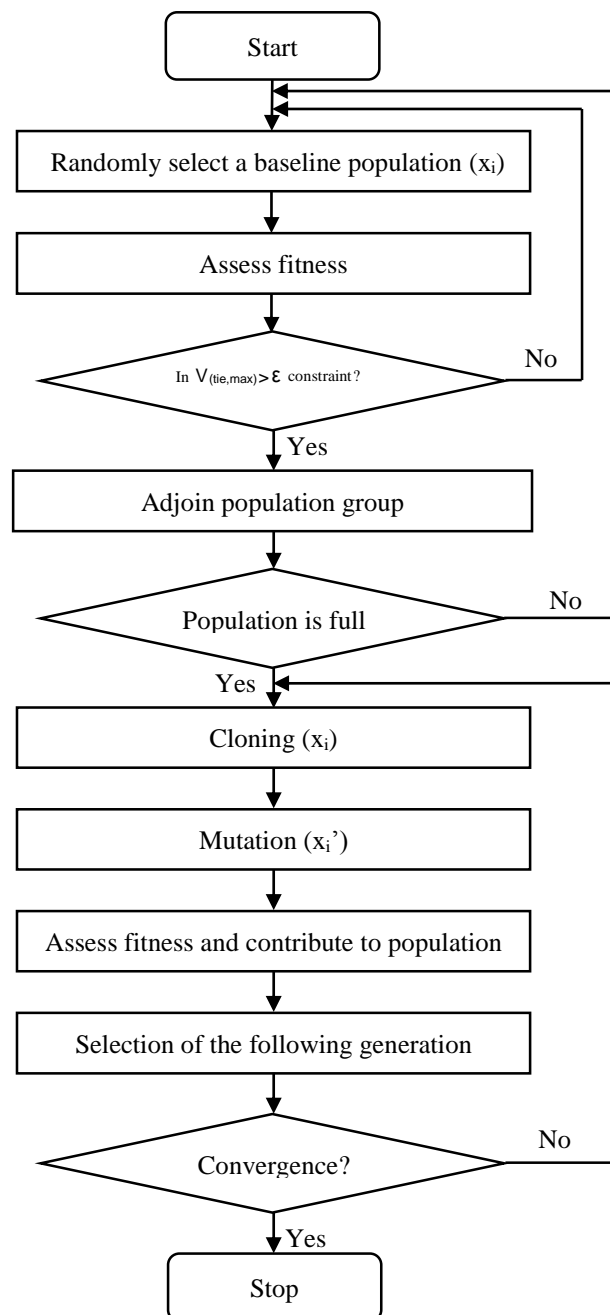 Start
Randomly select a baseline population (xᵢ)
Assess fitness
In V(tie,max)>ε constraint?
No
Yes
Adjoin population group
Population is full
No
Yes
Cloning (xᵢ)
Mutation (xᵢ’)
Assess fitness and contribute to population
Selection of the following generation
Convergence?
No
Yes
Stop